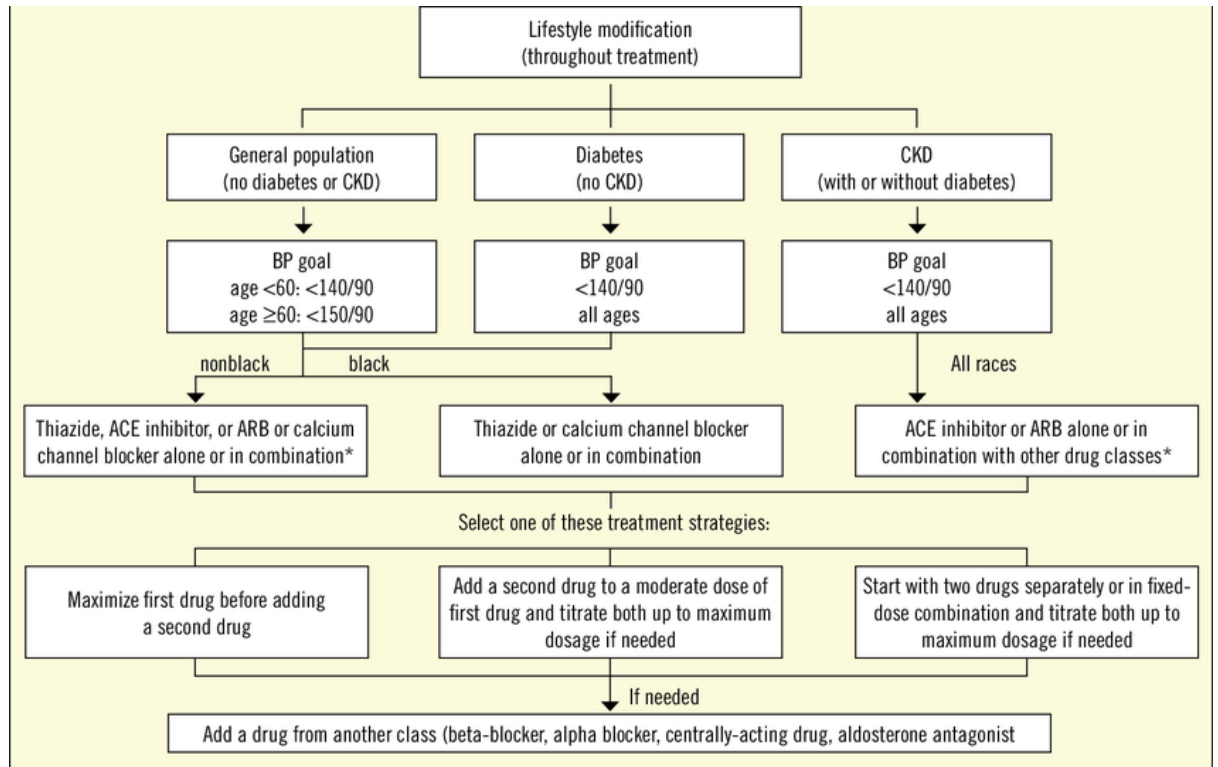 Lifestyle modification
(throughout treatment)
General population
(no diabetes or CKD)
Diabetes
(no CKD)
CKD
(with or without diabetes)
BP goal
age <60: <140/90
age ≥60: <150/90
BP goal
<140/90
all ages
BP goal
<140/90
all ages
nonblack
black
All races
Thiazide, ACE inhibitor, or ARB or calcium
channel blocker alone or in combination*
Thiazide or calcium channel blocker
alone or in combination
ACE inhibitor or ARB alone or in
combination with other drug classes*
Select one of these treatment strategies:
Maximize first drug before adding
a second drug
Add a second drug to a moderate dose of
first drug and titrate both up to maximum
dosage if needed
Start with two drugs separately or in fixed-
dose combination and titrate both up to
maximum dosage if needed
If needed
Add a drug from another class (beta-blocker, alpha blocker, centrally-acting drug, aldosterone antagonist